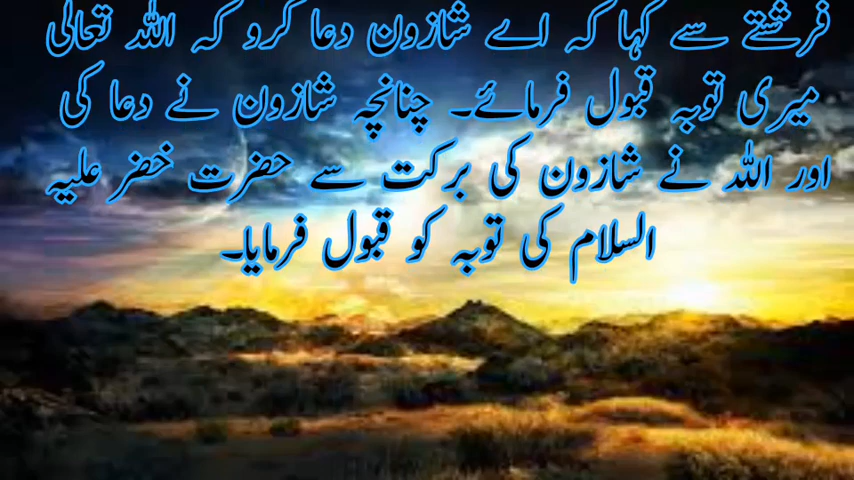 فرشتے سے کہا کہ اے شازون دعا کرو کہ اللہ تعالٰی
میری توبہ قبول فرمائے۔ چنانچہ شازون نے دعا کی
اور اللہ نے شازون کی برکت سے حضرت خضر علیہ
السلام کی توبہ کو قبول فرمایا۔